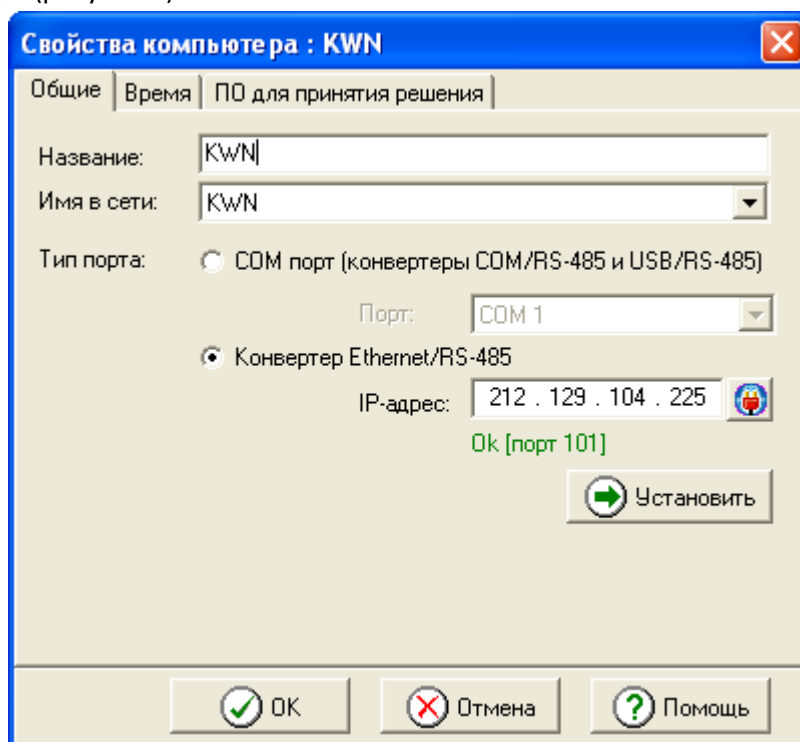 Свойства компьютера : KWN
Общие Время ПО для принятия решения
Название: KWN
Имя в сети: KWN
Тип порта: COM порт (конвертеры COM/RS-485 и USB/RS-485)
Порт: COM 1
Конвертер Ethernet/RS-485
IP-адрес: 212 . 129 . 104 . 225
Ok [порт 101]
Установить
OK Отмена Помощь